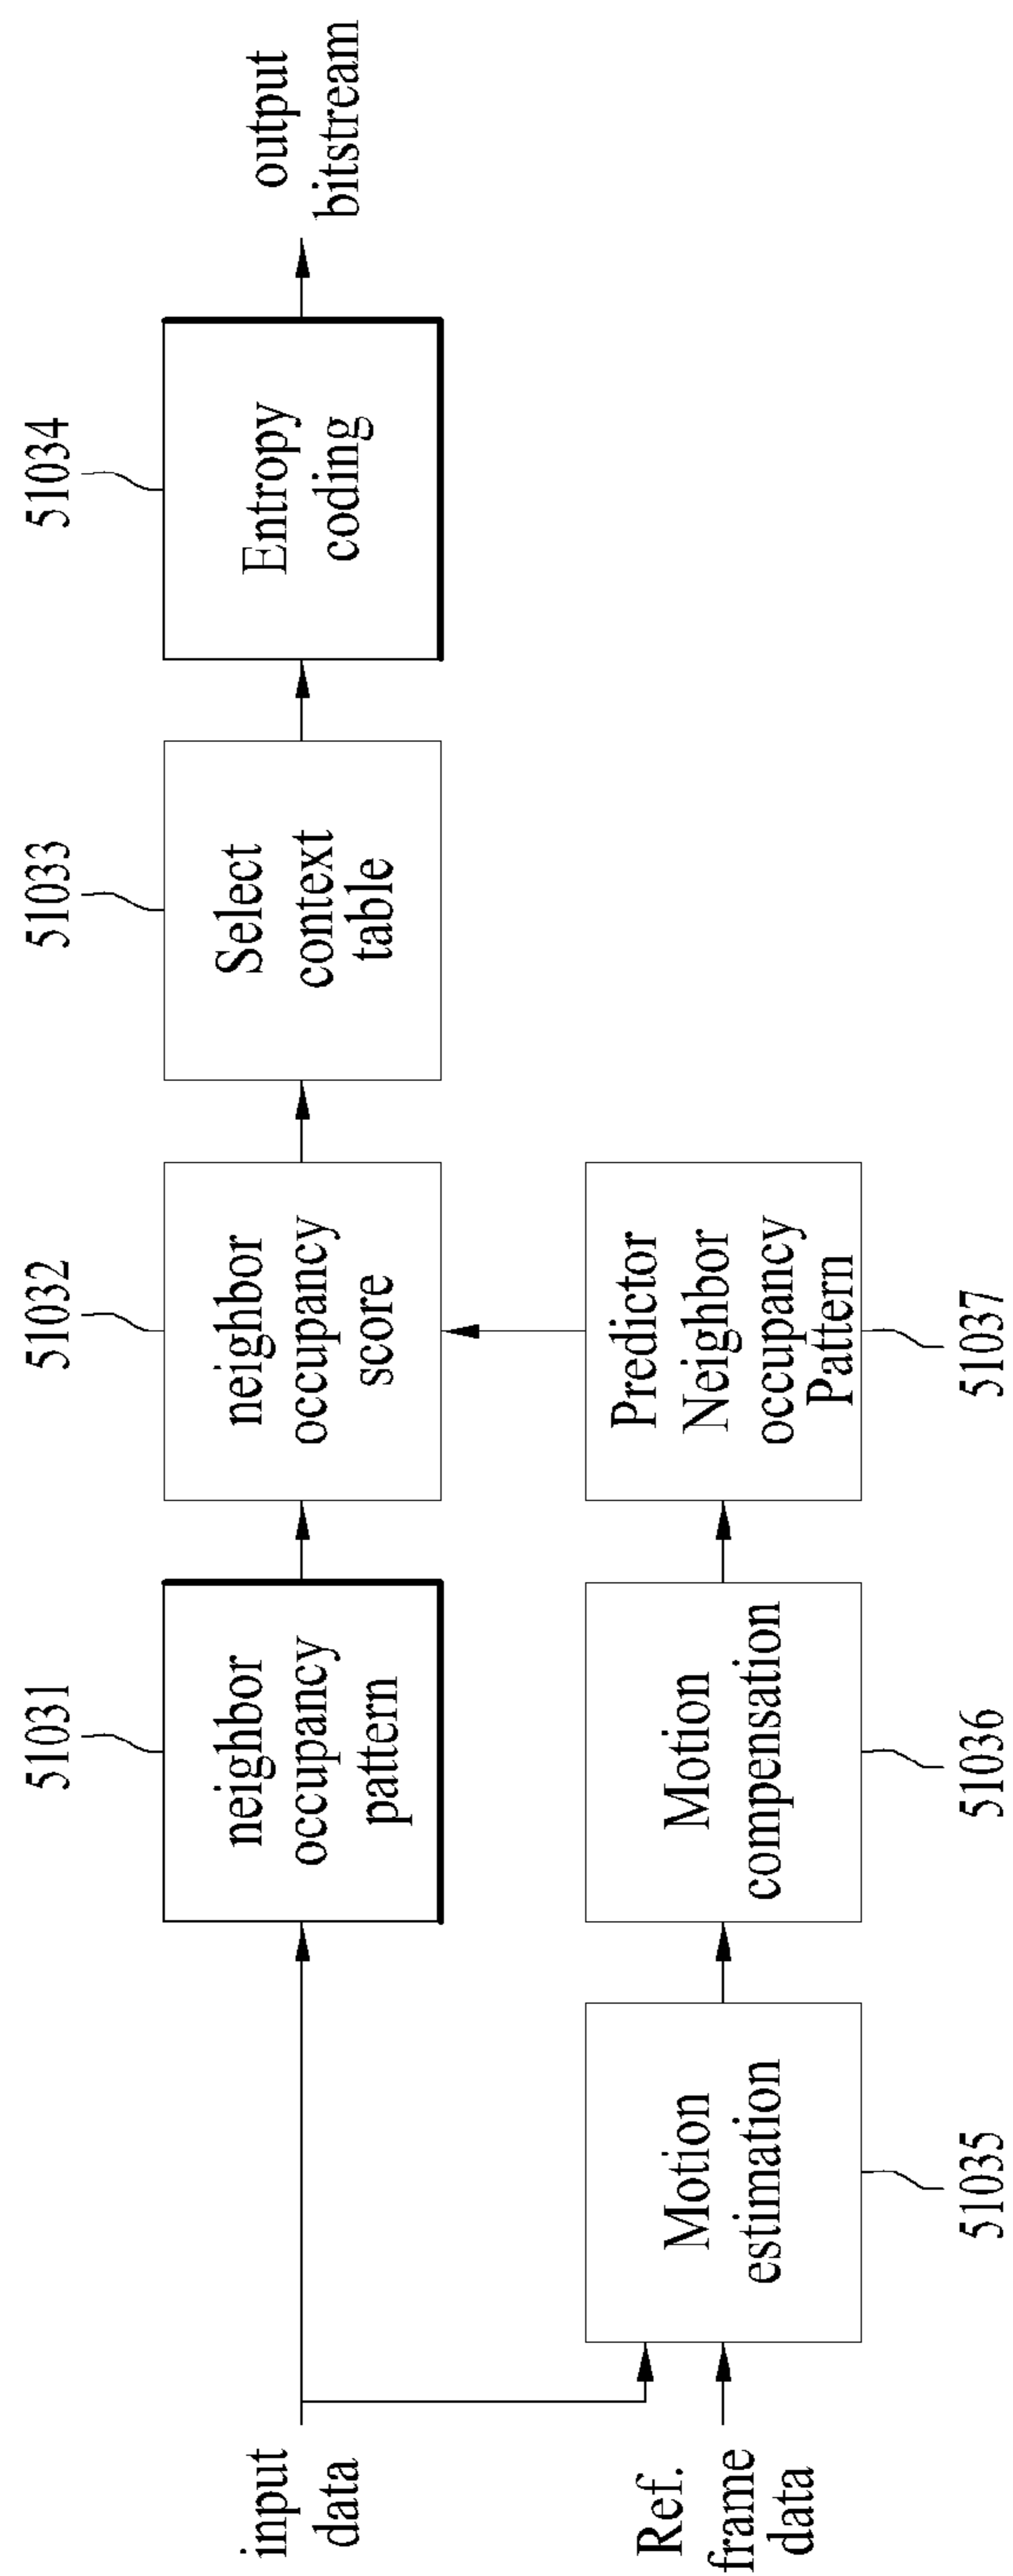 51031
51032
51033
51034
input
data
neighbor
occupancy
pattern
neighbor
occupancy
score
Select
context
table
Entropy
coding
output
bitstream
Ref.
frame
data
Motion
estimation
Motion
compensation
Predictor
Neighbor
occupancy
Pattern
51035
51036
51037